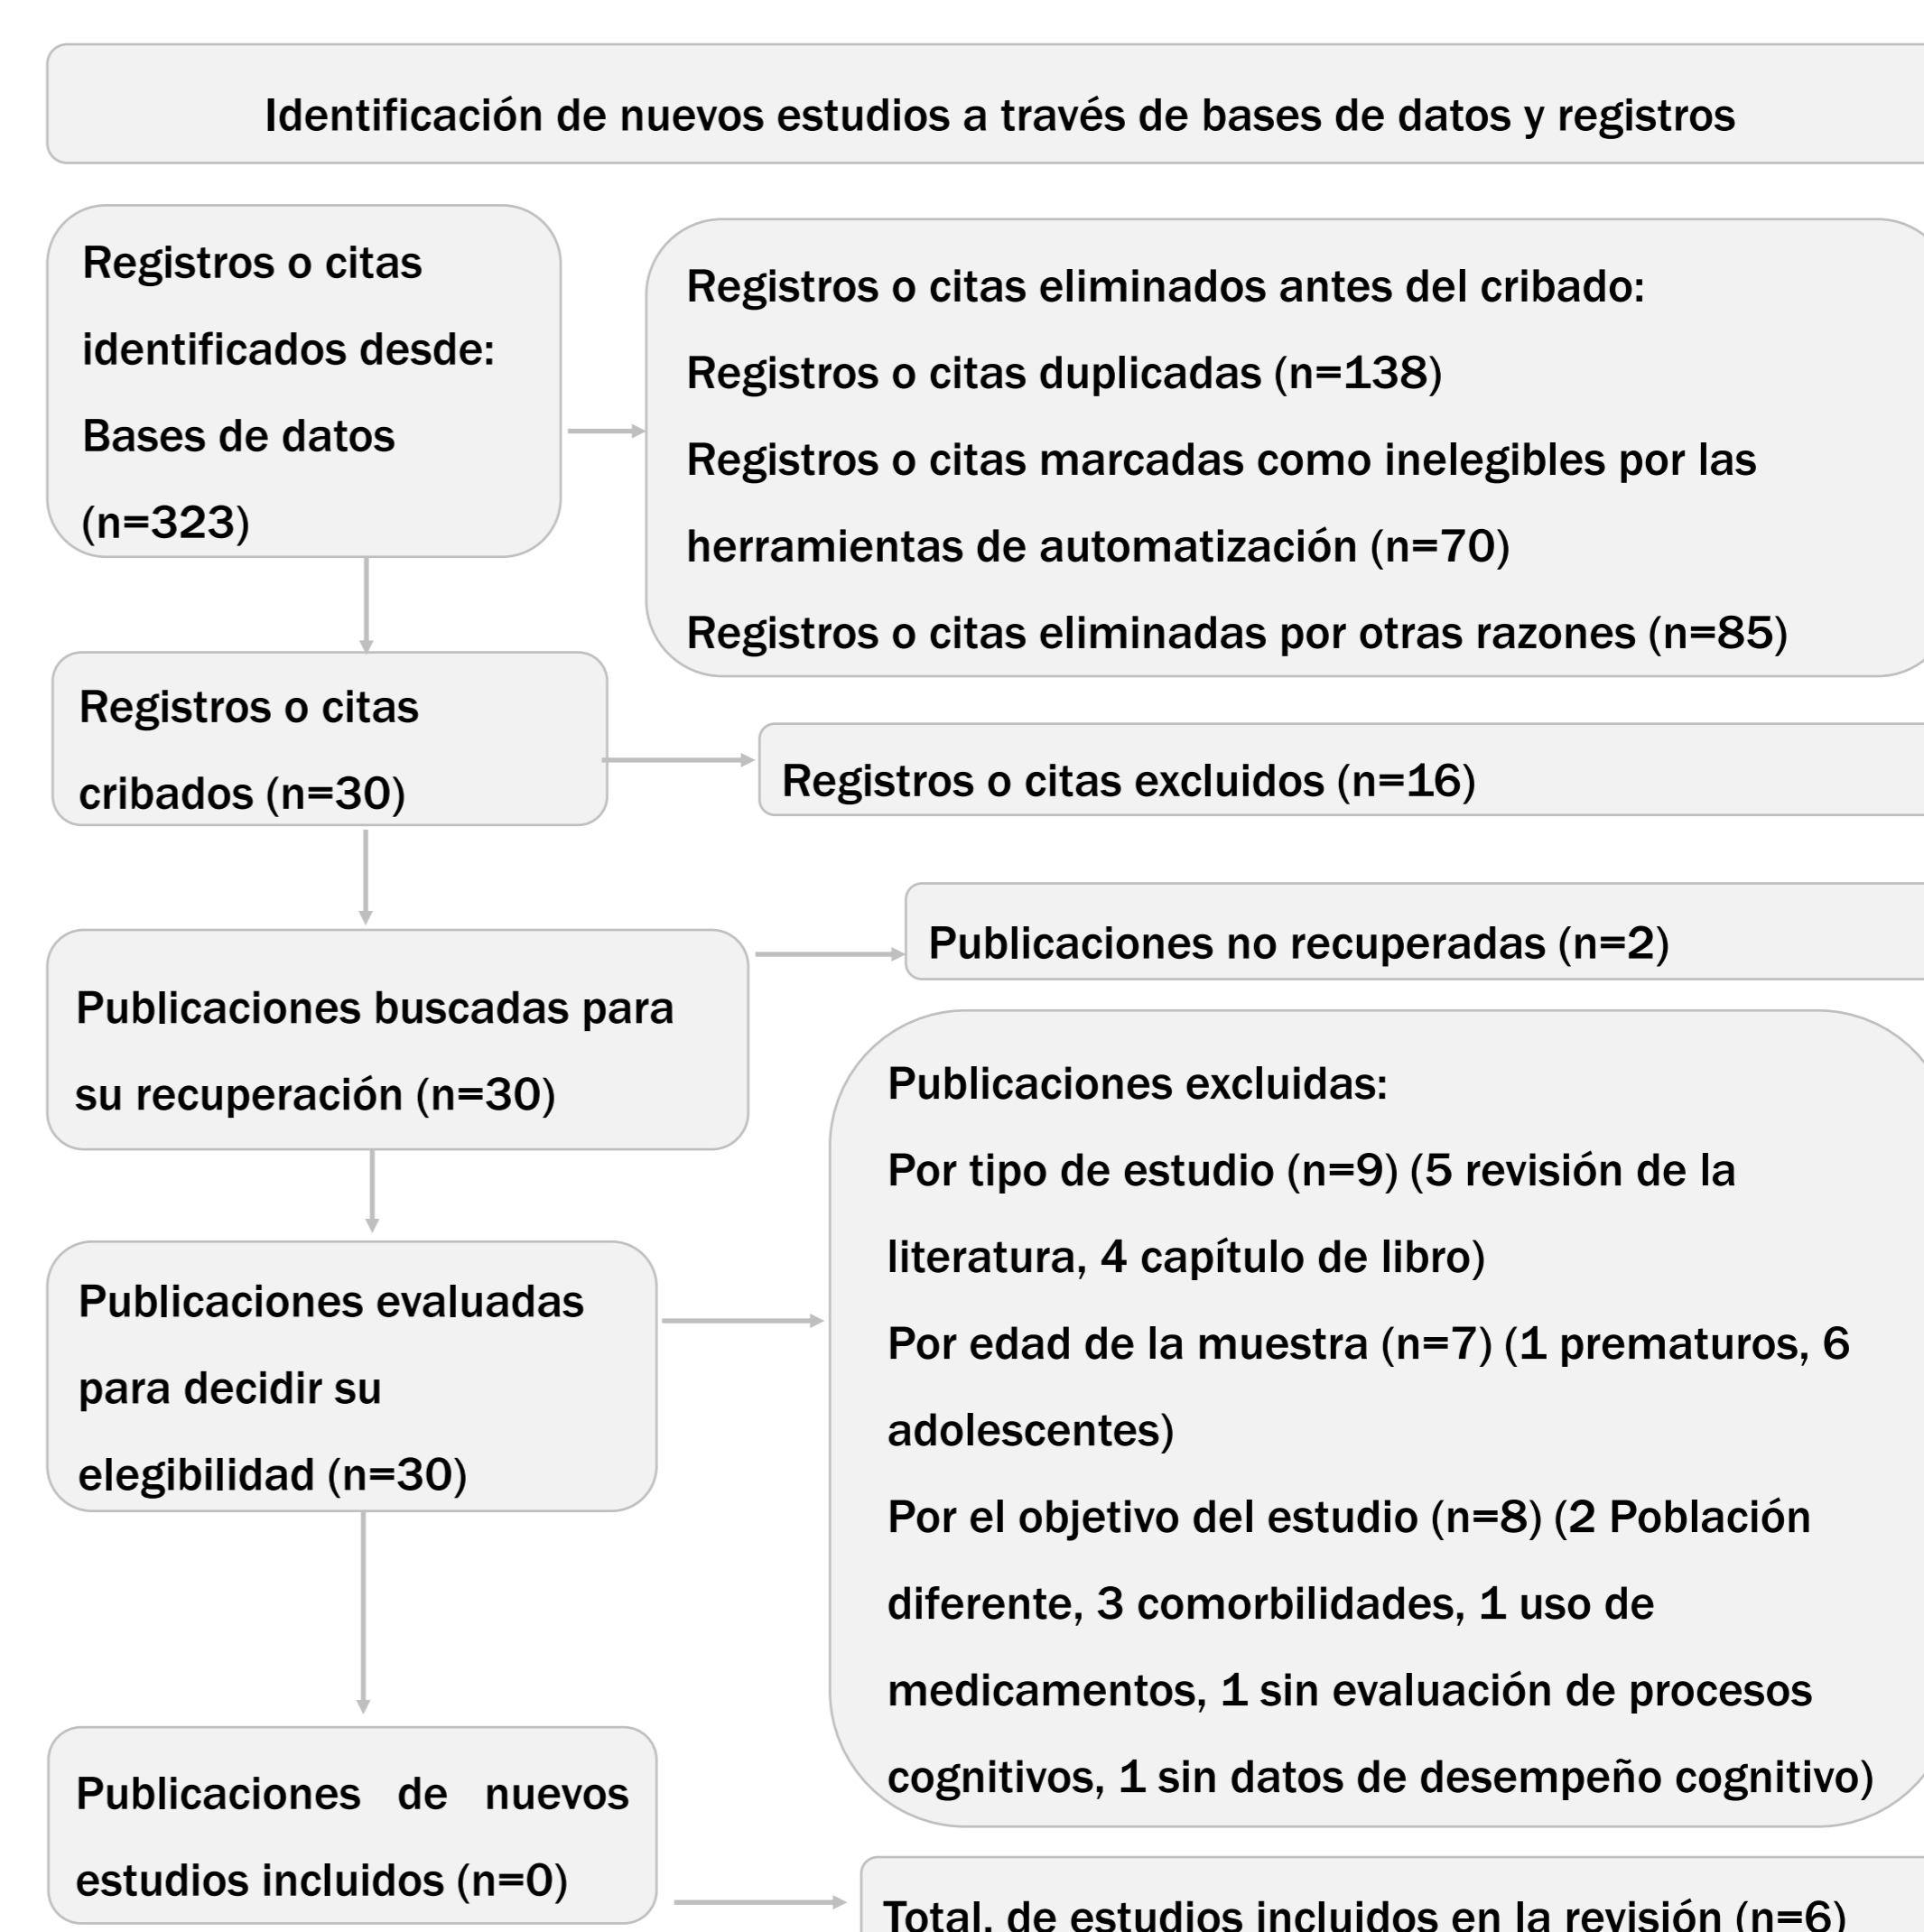 Identificación de nuevos estudios a través de bases de datos y registros
Registros o citas
identificados desde:
Bases de datos
(n=323)
Registros o citas eliminados antes del cribado:
Registros o citas duplicadas (n=138)
Registros o citas marcadas como inelegibles por las
herramientas de automatización (n=70)
Registros o citas eliminadas por otras razones (n=85)
Registros o citas
cribados (n=30)
Registros o citas excluidos (n=16)
Publicaciones buscadas para
su recuperación (n=30)
Publicaciones no recuperadas (n=2)
Publicaciones evaluadas
para decidir su
elegibilidad (n=30)
Publicaciones excluidas:
Por tipo de estudio (n=9) (5 revisión de la
literatura, 4 capítulo de libro)
Por edad de la muestra (n=7) (1 prematuros, 6
adolescentes)
Por el objetivo del estudio (n=8) (2 Población
diferente, 3 comorbilidades, 1 uso de
medicamentos, 1 sin evaluación de procesos
cognitivos, 1 sin datos de desempeño cognitivo)
Publicaciones de nuevos
estudios incluidos (n=0)
Total, de estudios incluidos en la revisión (n=6)